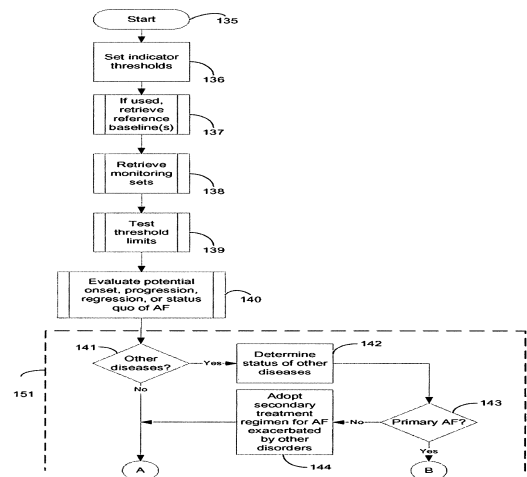 Start
135
Set indicator
thresholds
136
If used,
retrieve
reference
baseline(s)
137
Retrieve
monitoring
sets
138
Test
threshold
limits
139
Evaluate potential
onset, progression,
regression, or status
quo of AF
140
141
Other
diseases?
Yes
Determine
status of other
diseases
142
151
No
Adopt
secondary
treatment
regimen for AF
exacerbated
by other
disorders
144
No
Primary AF?
143
Yes
A
B